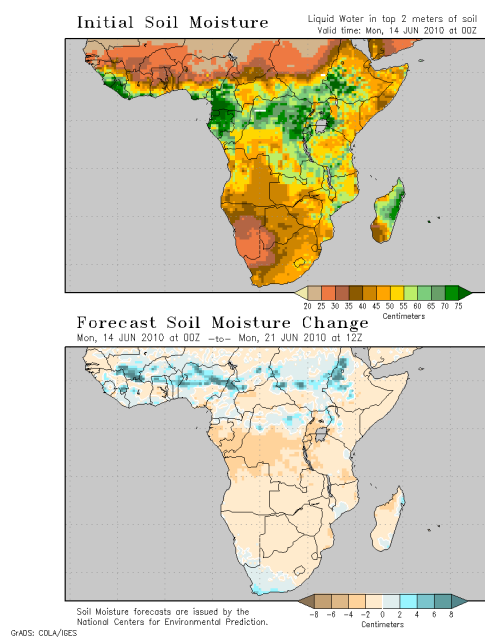 Initial Soil Moisture
Liquid Water in top 2 meters of soil
Valid time: Mon, 14 JUN 2010 at 00Z
20 25 30 35 40 45 50 55 60 65 70 75
Centimeters
Forecast Soil Moisture Change
Mon, 14 JUN 2010 at 00Z -to- Mon, 21 JUN 2010 at 12Z
-8 -6 -4 -2 0 2 4 6 8
Centimeters
Soil Moisture forecasts are issued by the
National Centers for Environmental Prediction.
GrADS: COLA/IGES